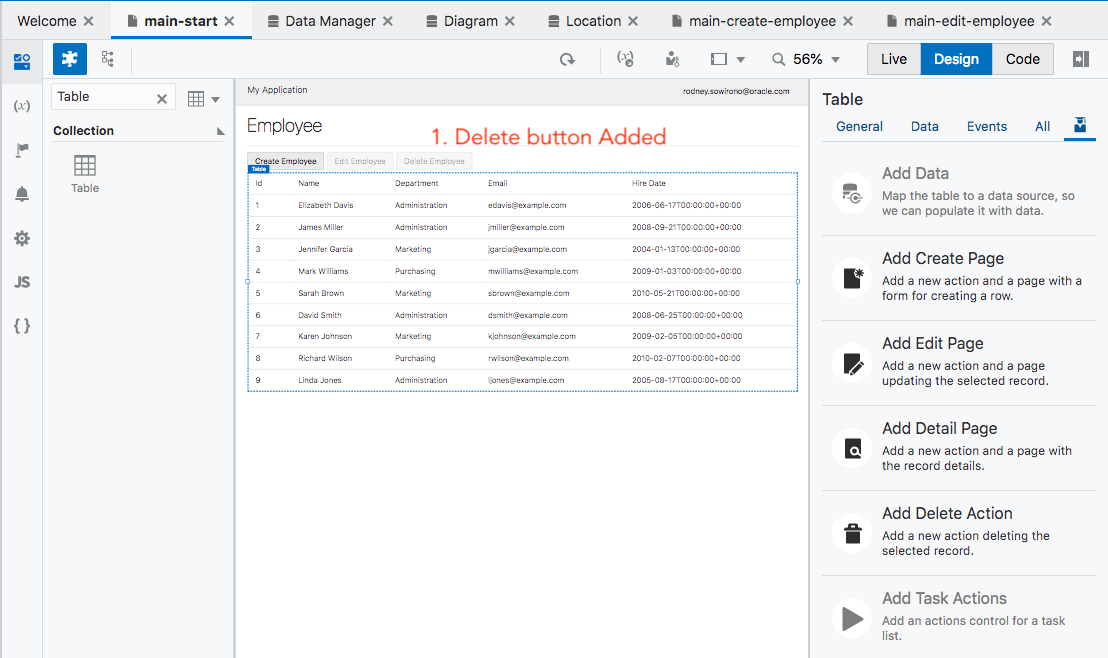 Welcome
main-start
Data Manager
Diagram
Location
main-create-employee
main-edit-employee
56%
Live
Design
Code
Table
Collection
Table
(x)
JS
{ }
My Application
rodney.sowirono@oracle.com
Employee
1. Delete button Added
Create Employee
Edit Employee
Delete Employee
Table
Id Name Department Email Hire Date
1 Elizabeth Davis Administration edavis@example.com 2006-06-17T00:00:00+00:00
2 James Miller Administration jmiller@example.com 2008-09-21T00:00:00+00:00
3 Jennifer Garcia Marketing jgarcia@example.com 2004-01-13T00:00:00+00:00
4 Mark Williams Purchasing mwilliams@example.com 2009-01-03T00:00:00+00:00
5 Sarah Brown Marketing sbrown@example.com 2010-05-21T00:00:00+00:00
6 David Smith Administration dsmith@example.com 2008-06-25T00:00:00+00:00
7 Karen Johnson Marketing kjohnson@example.com 2009-02-05T00:00:00+00:00
8 Richard Wilson Purchasing rwilson@example.com 2010-02-07T00:00:00+00:00
9 Linda Jones Administration ljones@example.com 2005-08-17T00:00:00+00:00
Table
General
Data
Events
All
Add Data
Map the table to a data source, so
we can populate it with data.
Add Create Page
Add a new action and a page with a
form for creating a row.
Add Edit Page
Add a new action and a page
updating the selected record.
Add Detail Page
Add a new action and a page with
the record details.
Add Delete Action
Add a new action deleting the
selected record.
Add Task Actions
Add an actions control for a task
list.